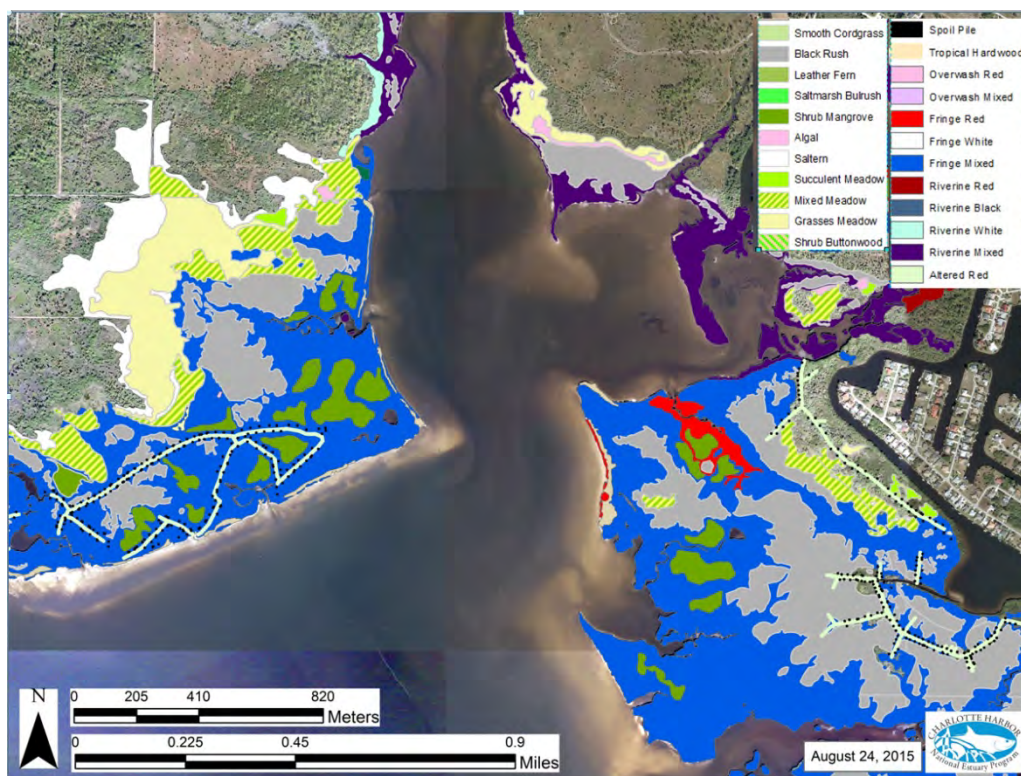 Smooth Cordgrass
Black Rush
Leather Fern
Saltmarsh Bulrush
Shrub Mangrove
Algal
Saltern
Succulent Meadow
Mixed Meadow
Grasses Meadow
Shrub Buttonwood
Spoil Pile
Tropical Hardwood
Overwash Red
Overwash Mixed
Fringe Red
Fringe White
Fringe Mixed
Riverine Red
Riverine Black
Riverine White
Riverine Mixed
Altered Red
N
0 205 410 820
Meters
0 0.225 0.45 0.9
Miles
August 24, 2015
CHARLOTTE HARBOR
National Estuary Program